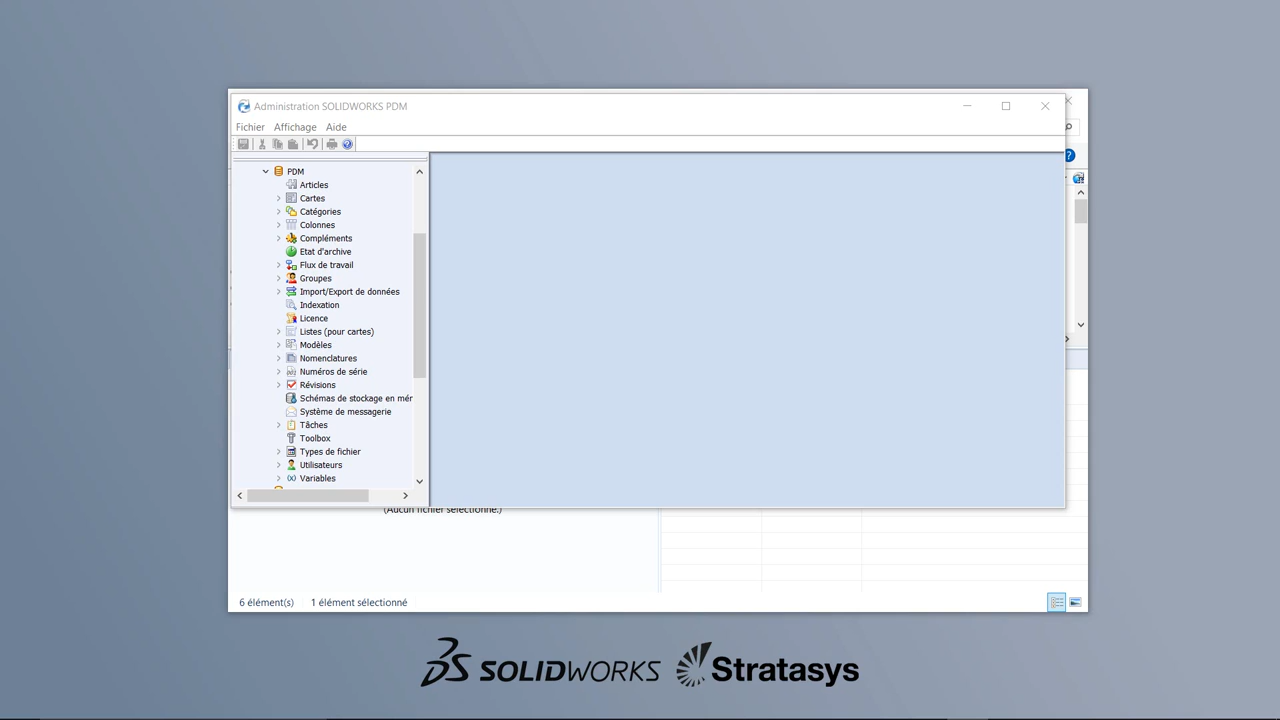 Administration SOLIDWORKS PDM
Fichier Affichage Aide
PDM
Articles
Cartes
Catégories
Colonnes
Compléments
Etat d'archive
Flux de travail
Groupes
Import/Export de données
Indexation
Licence
Listes (pour cartes)
Modèles
Nomenclatures
Numéros de série
Révisions
Schémas de stockage en mér
Système de messagerie
Tâches
Toolbox
Types de fichier
Utilisateurs
Variables
(Aucun fichier sélectionné.)
6 élément(s) 1 élément sélectionné
SOLIDWORKS Stratasys